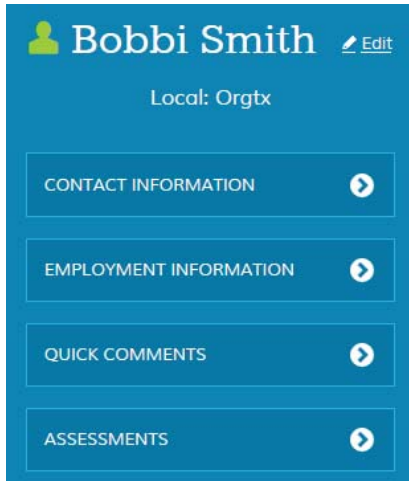 Bobbi Smith Edit
Local: Orgtx
CONTACT INFORMATION
EMPLOYMENT INFORMATION
QUICK COMMENTS
ASSESSMENTS